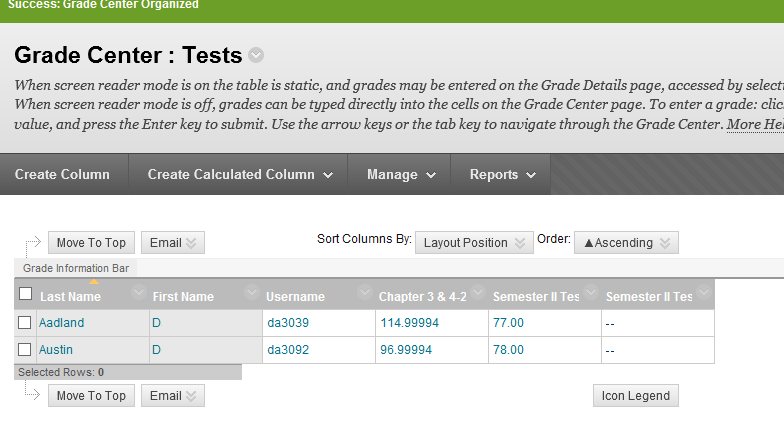 Success: Grade Center Organized
Grade Center : Tests
When screen reader mode is on the table is static, and grades may be entered on the Grade Details page, accessed by
When screen reader mode is off, grades can be typed directly into the cells on the Grade Center page. To enter a grade:
value, and press the Enter key to submit. Use the arrow keys or the tab key to navigate through the Grade Center. More
Create Column Create Calculated Column Manage Reports
Move To Top Email Sort Columns By: Layout Position Order: ▲Ascending
Grade Information Bar
Last Name First Name Username Chapter 3 & 4-2 Semester II Tes Semester II Tes
Aadland D da3039 114.99994 77.00 --
Austin D da3092 96.99994 78.00 --
Selected Rows: 0
Move To Top Email Icon Legend